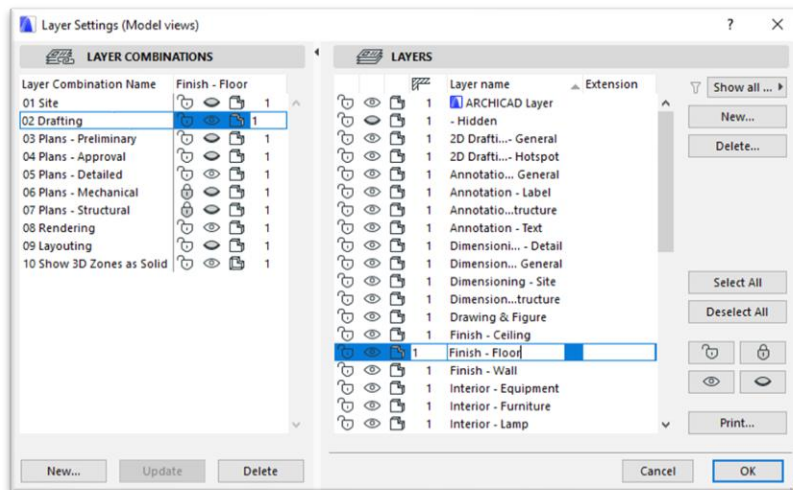 Layer Settings (Model views)
LAYER COMBINATIONS
Layer Combination Name Finish - Floor
01 Site 1
02 Drafting 1
03 Plans - Preliminary 1
04 Plans - Approval 1
05 Plans - Detailed 1
06 Plans - Mechanical 1
07 Plans - Structural 1
08 Rendering 1
09 Layouting 1
10 Show 3D Zones as Solid 1
New... Update Delete
LAYERS
Layer name Extension
1 ARCHICAD Layer
1 - Hidden
1 2D Drafti...- General
1 2D Drafti...- Hotspot
1 Annotatio... General
1 Annotation - Label
1 Annotatio...tructure
1 Annotation - Text
1 Dimensioni... - Detail
1 Dimension... General
1 Dimensioning - Site
1 Dimension...tructure
1 Drawing & Figure
1 Finish - Ceiling
1 Finish - Floor
1 Finish - Wall
1 Interior - Equipment
1 Interior - Furniture
1 Interior - Lamp
Show all ...
New...
Delete...
Select All
Deselect All
Print...
Cancel OK